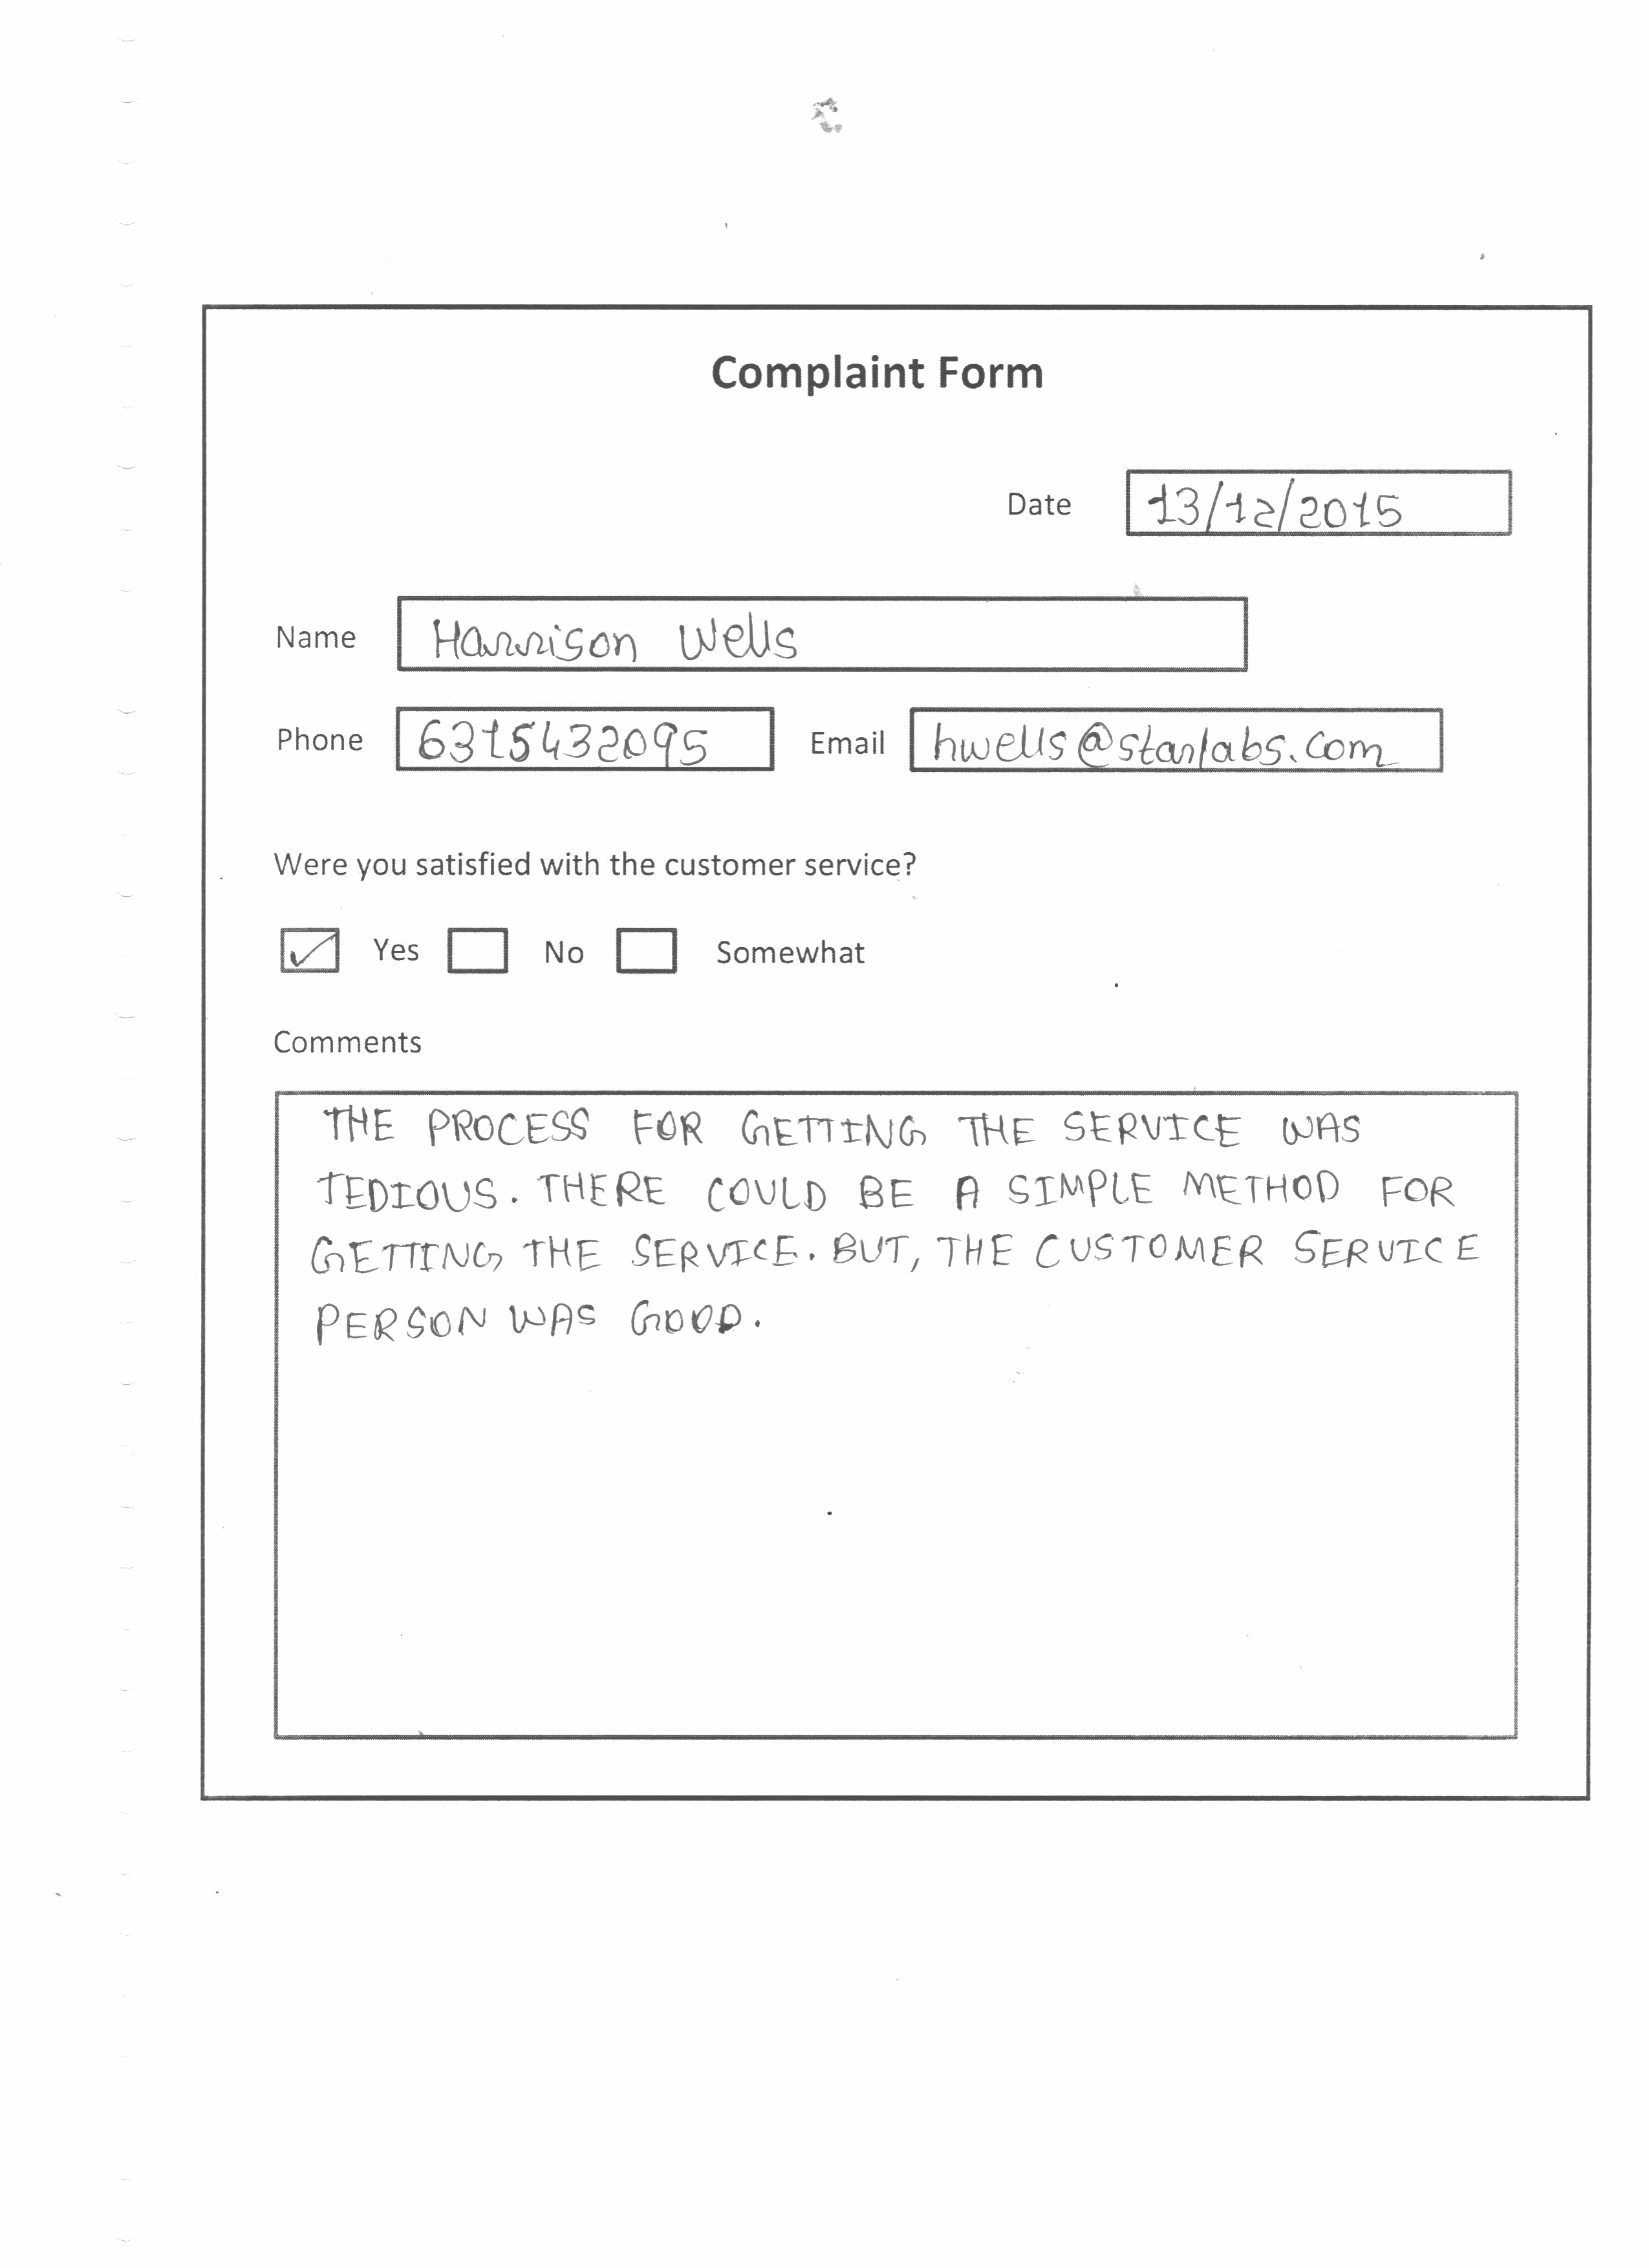 Complaint Form
Date 13/12/2015
Name Harrison Wells
Phone 6315432095 Email hwells@starlabs.com
Were you satisfied with the customer service?
Yes No Somewhat
Comments
THE PROCESS FOR GETTING THE SERVICE WAS
TEDIOUS. THERE COULD BE A SIMPLE METHOD FOR
GETTING THE SERVICE. BUT, THE CUSTOMER SERVICE
PERSON WAS GOOD.